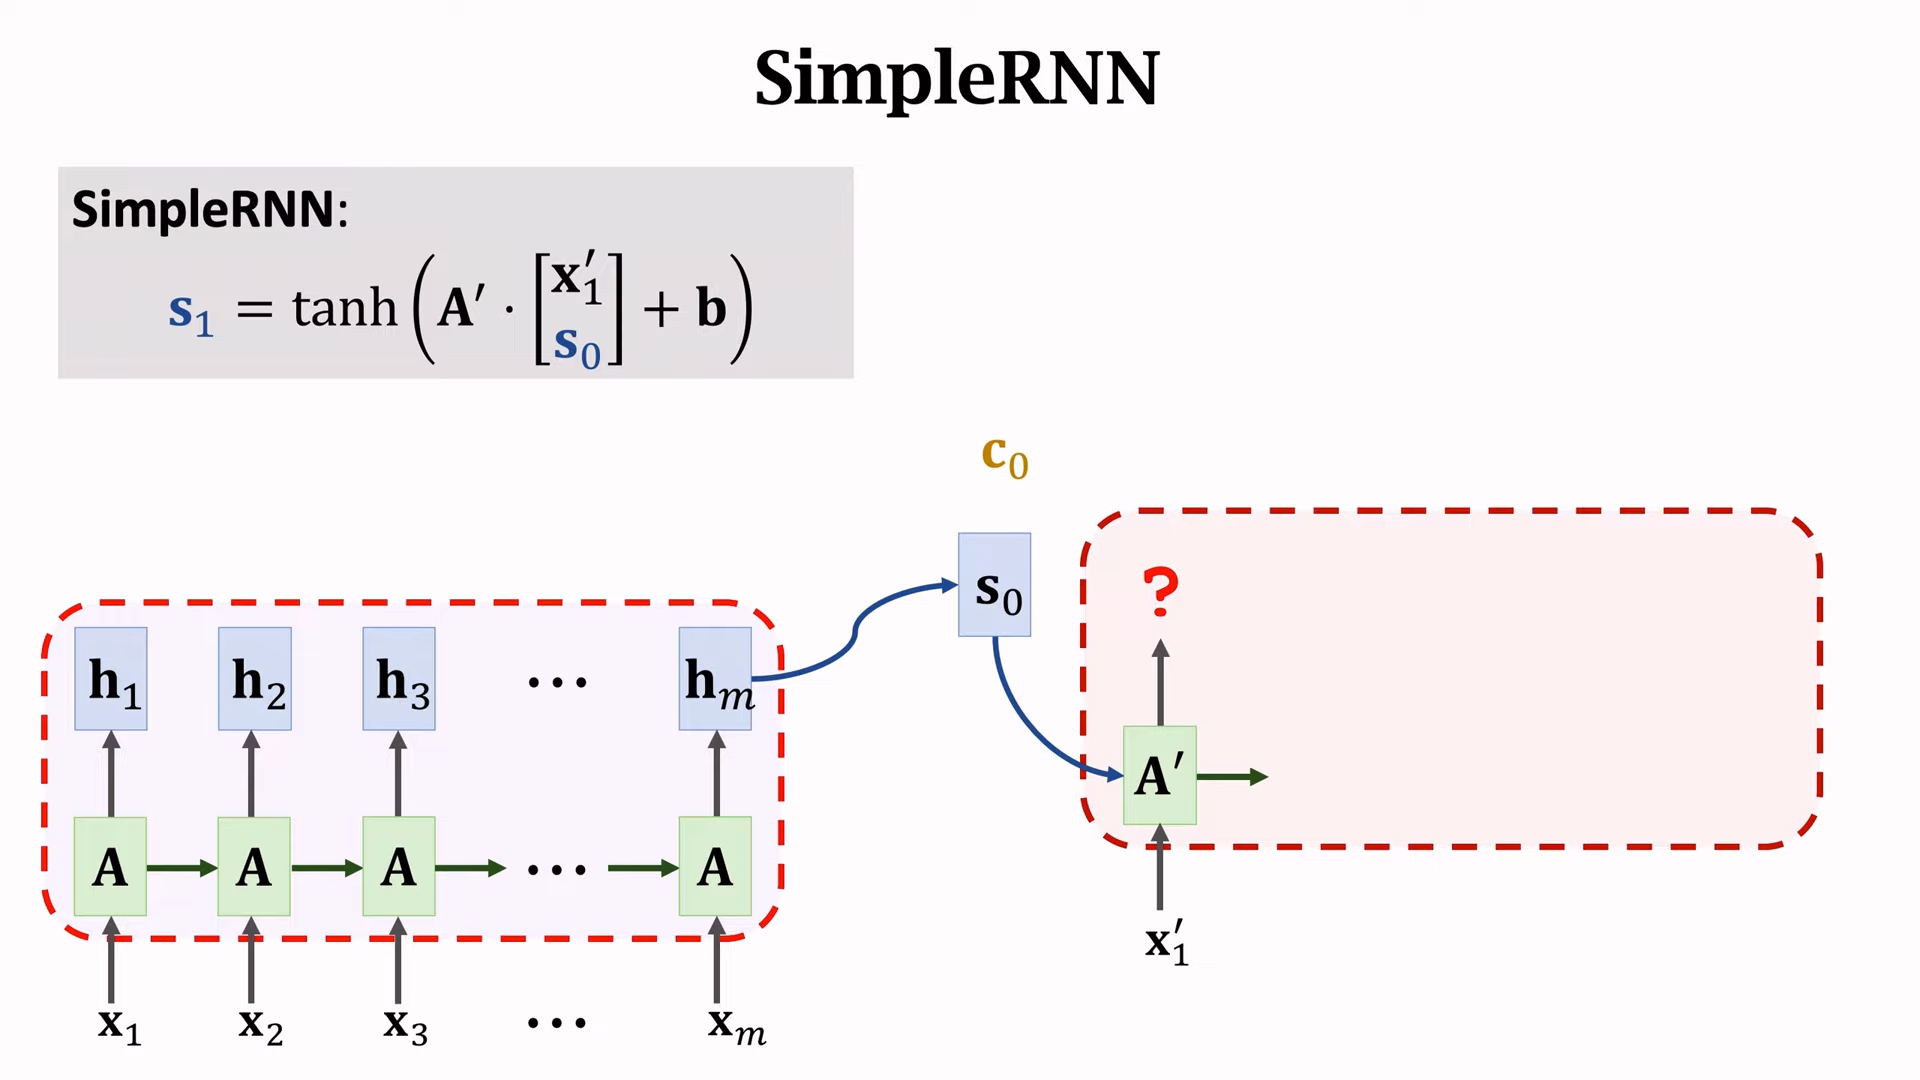 SimpleRNN
SimpleRNN:
s₁ = tanh(A′ · [x′₁ s₀] + b)
c₀
s₀
?
h₁ h₂ h₃ ··· hₘ
A′
A A A ··· A
x′₁
x₁ x₂ x₃ ··· xₘ